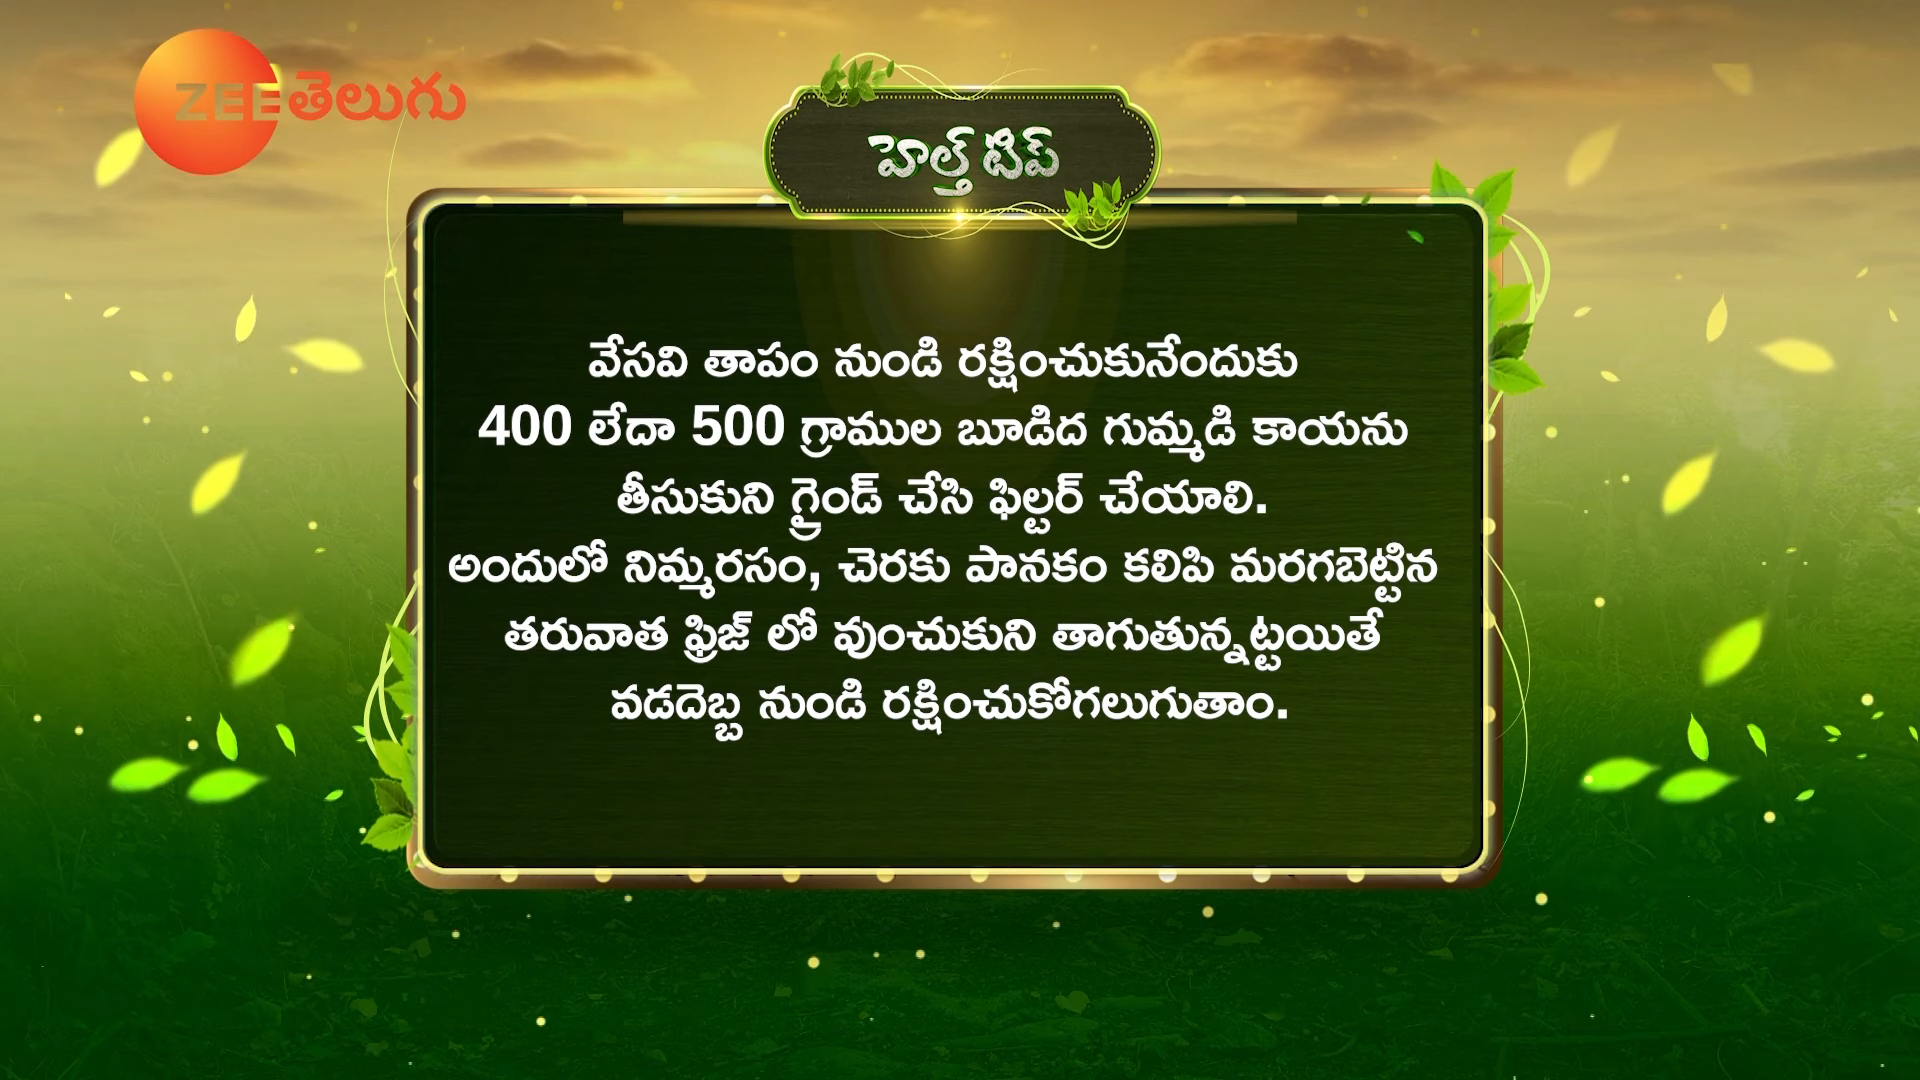 ZEE తెలుగు
హెల్త్ టిప్
వేసవి తాపం నుండి రక్షించుకునేందుకు
400 లేదా 500 గ్రాముల బూడిద గుమ్మడి కాయను
తీసుకుని గ్రైండ్ చేసి ఫిల్టర్ చేయాలి.
అందులో నిమ్మరసం, చెరకు పానకం కలిపి మరగబెట్టిన
తరువాత ఫ్రిజ్ లో వుంచుకుని తాగుతున్నట్టయితే
వడదెబ్బ నుండి రక్షించుకోగలుగుతాం.